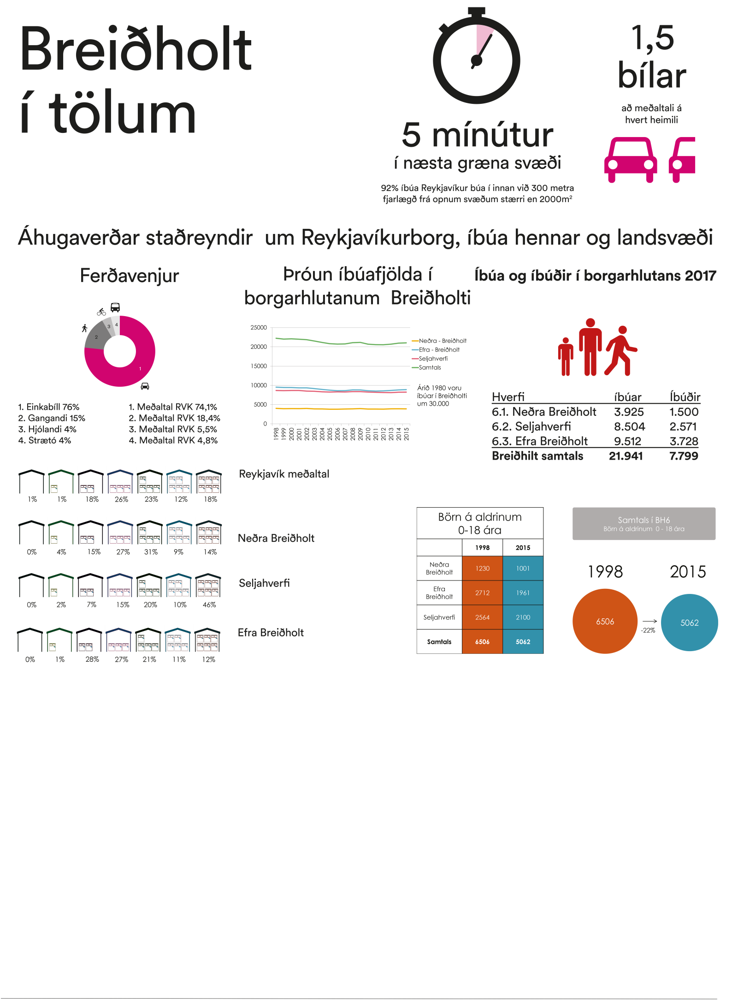 Breiðholt
í tölum
5 mínútur
í næsta græna svæði
92% íbúa Reykjavíkur búa í innan við 300 metra
fjarlægð frá opnum svæðum stærri en 2000m²
1,5
bílar
að meðaltali á
hvert heimili
Áhugaverðar staðreyndir um Reykjavíkurborg, íbúa hennar og landsvæði
Ferðavenjur
1
2
3
4
1. Einkabíll 76%
2. Gangandi 15%
3. Hjólandi 4%
4. Strætó 4%
1. Meðaltal RVK 74,1%
2. Meðaltal RVK 18,4%
3. Meðaltal RVK 5,5%
4. Meðaltal RVK 4,8%
Þróun íbúafjölda í
borgarhlutanum Breiðholti
25000
20000
15000
10000
5000
0
1998 1999 2000 2001 2002 2003 2004 2005 2006 2007 2008 2009 2010 2011 2012 2013 2014 2015
Neðra - Breiðholt
Efra - Breiðholt
Seljahverfi
Samtals
Árið 1980 voru
íbúar í Breiðholti
um 30.000
Íbúa og íbúðir í borgarhlutans 2017
Hverfi íbúar Íbúðir
6.1. Neðra Breiðholt 3.925 1.500
6.2. Seljahverfi 8.504 2.571
6.3. Efra Breiðholt 9.512 3.728
Breiðhilt samtals 21.941 7.799
Reykjavík meðaltal
1% 1% 18% 26% 23% 12% 18%
Neðra Breiðholt
0% 4% 15% 27% 31% 9% 14%
Seljahverfi
0% 2% 7% 15% 20% 10% 46%
Efra Breiðholt
0% 1% 28% 27% 21% 11% 12%
Börn á aldrinum
0-18 ára
1998 2015
Neðra
Breiðholt 1230 1001
Efra
Breiðholt 2712 1961
Seljahverfi 2564 2100
Samtals 6506 5062
Samtals í BH6
Börn á aldrinum 0 - 18 ára
1998 2015
6506
-22%
5062